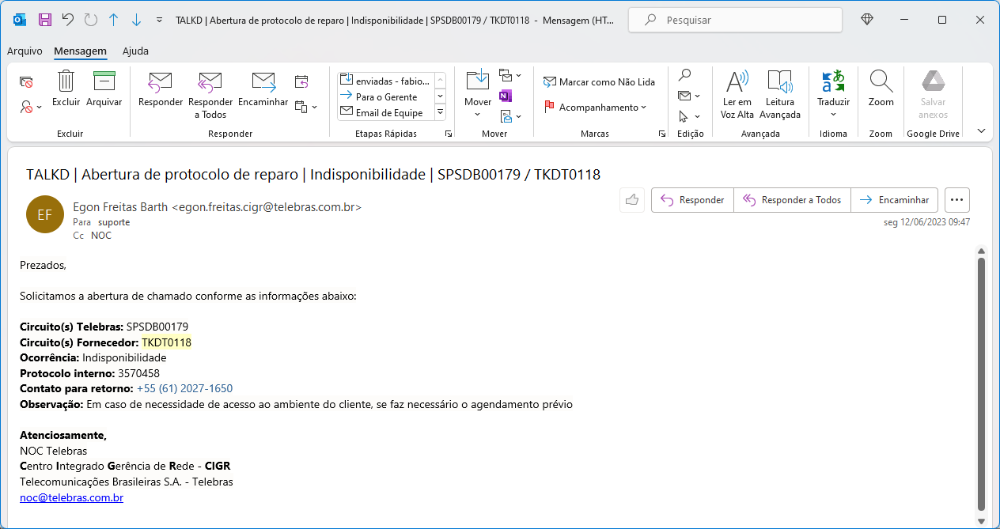 TALKD | Abertura de protocolo de reparo | Indisponibilidade | SPSDB00179 / TKDT0118 - Mensagem (HT...
Pesquisar
Arquivo Mensagem Ajuda
Excluir
Arquivar
Responder
Responder a Todos
Encaminhar
enviadas - fabio...
Para o Gerente
Email de Equipe
Mover
Marcar como Não Lida
Acompanhamento
Ler em Voz Alta
Leitura Avançada
Traduzir
Zoom
Salvar anexos
Excluir
Responder
Etapas Rápidas
Mover
Marcas
Edição
Avançada
Idioma
Zoom
Google Drive
TALKD | Abertura de protocolo de reparo | Indisponibilidade | SPSDB00179 / TKDT0118
EF
Egon Freitas Barth <egon.freitas.cigr@telebras.com.br>
Para suporte
Cc NOC
Responder
Responder a Todos
Encaminhar
seg 12/06/2023 09:47
Prezados,
Solicitamos a abertura de chamado conforme as informações abaixo:
Circuito(s) Telebras: SPSDB00179
Circuito(s) Fornecedor: TKDT0118
Ocorrência: Indisponibilidade
Protocolo interno: 3570458
Contato para retorno: +55 (61) 2027-1650
Observação: Em caso de necessidade de acesso ao ambiente do cliente, se faz necessário o agendamento prévio
Atenciosamente,
NOC Telebras
Centro Integrado Gerência de Rede - CIGR
Telecomunicações Brasileiras S.A. - Telebras
noc@telebras.com.br